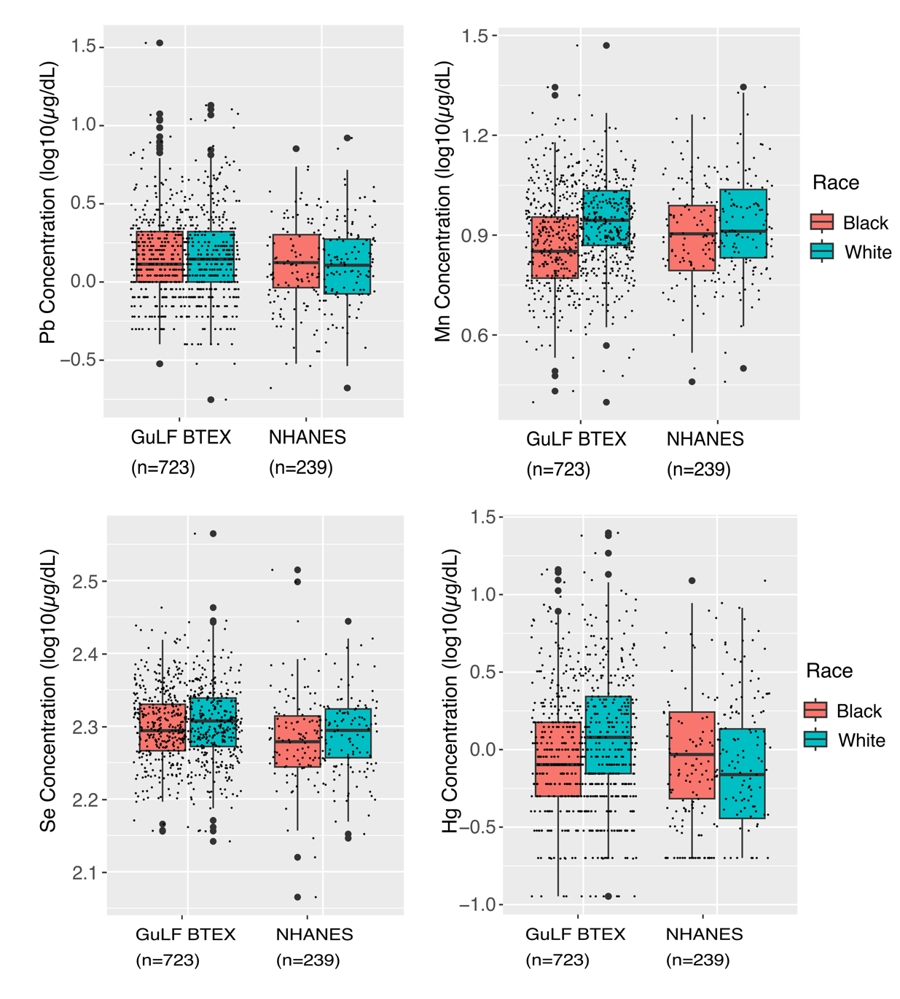 Pb Concentration (log10(µg/dL)
1.5
1.0
0.5
0.0
−0.5
GuLF BTEX
(n=723)
NHANES
(n=239)
Mn Concentration (log10(µg/dL)
1.5
1.2
0.9
0.6
GuLF BTEX
(n=723)
NHANES
(n=239)
Race
Black
White
Se Concentration (log10(µg/dL)
2.5
2.4
2.3
2.2
2.1
GuLF BTEX
(n=723)
NHANES
(n=239)
Hg Concentration (log10(µg/dL)
1.5
1.0
0.5
0.0
−0.5
−1.0
GuLF BTEX
(n=723)
NHANES
(n=239)
Race
Black
White